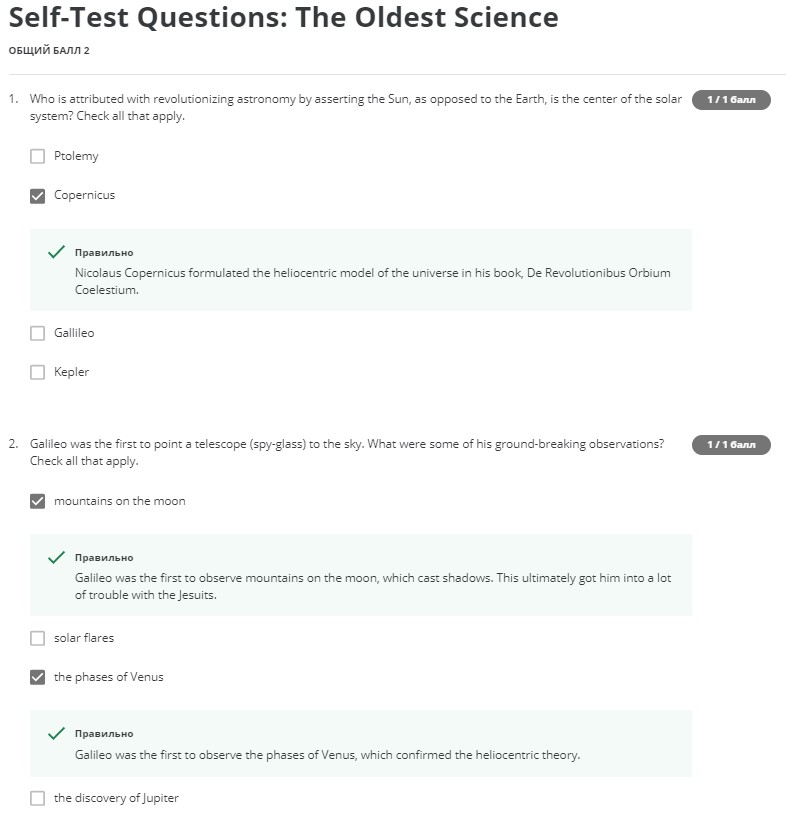 Self-Test Questions: The Oldest Science
ОБЩИЙ БАЛЛ 2
1. Who is attributed with revolutionizing astronomy by asserting the Sun, as opposed to the Earth, is the center of the solar
system? Check all that apply.
1 / 1 балл
Ptolemy
Copernicus
Правильно
Nicolaus Copernicus formulated the heliocentric model of the universe in his book, De Revolutionibus Orbium
Coelestium.
Gallileo
Kepler
2. Galileo was the first to point a telescope (spy-glass) to the sky. What were some of his ground-breaking observations?
Check all that apply.
1 / 1 балл
mountains on the moon
Правильно
Galileo was the first to observe mountains on the moon, which cast shadows. This ultimately got him into a lot
of trouble with the Jesuits.
solar flares
the phases of Venus
Правильно
Galileo was the first to observe the phases of Venus, which confirmed the heliocentric theory.
the discovery of Jupiter